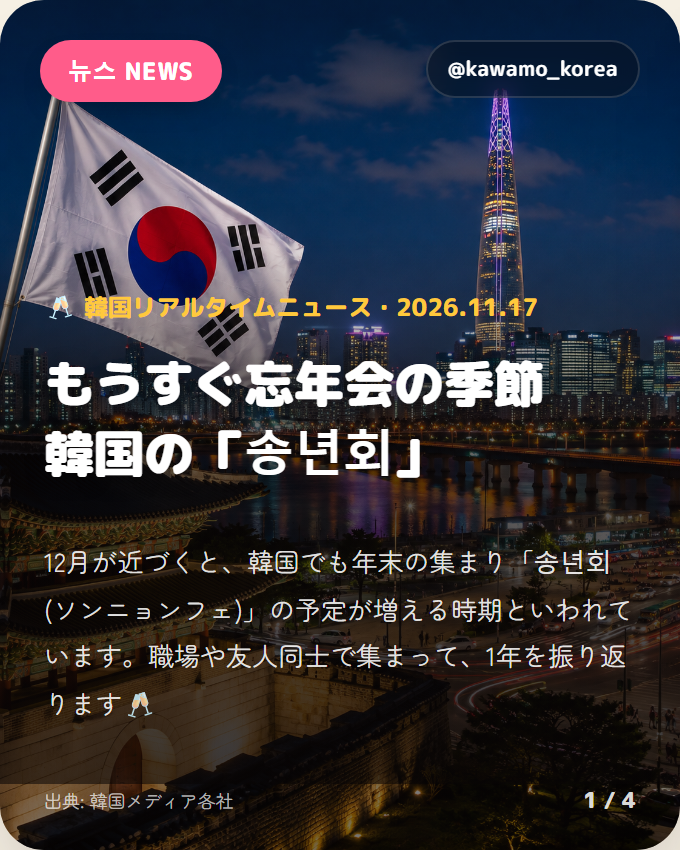 뉴스 NEWS
@kawamo_korea
🥂 韓国リアルタイムニュース・2026.11.17
もうすぐ忘年会の季節
韓国の「송년회」
12月が近づくと、韓国でも年末の集まり「송년회
(ソンニョンフェ)」の予定が増える時期といわれて
います。職場や友人同士で集まって、1年を振り返
ります🥂
出典: 韓国メディア各社
1 / 4